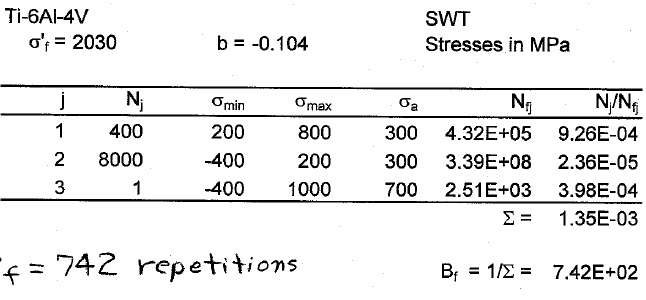 Ti-6Al-4V SWT
σ'f = 2030 b = -0.104 Stresses in MPa
j Nj σmin σmax σa Nfj Nj/Nfj
1 400 200 800 300 4.32E+05 9.26E-04
2 8000 -400 200 300 3.39E+08 2.36E-05
3 1 -400 1000 700 2.51E+03 3.98E-04
Σ = 1.35E-03
f = 742 repetitions Bf = 1/Σ = 7.42E+02